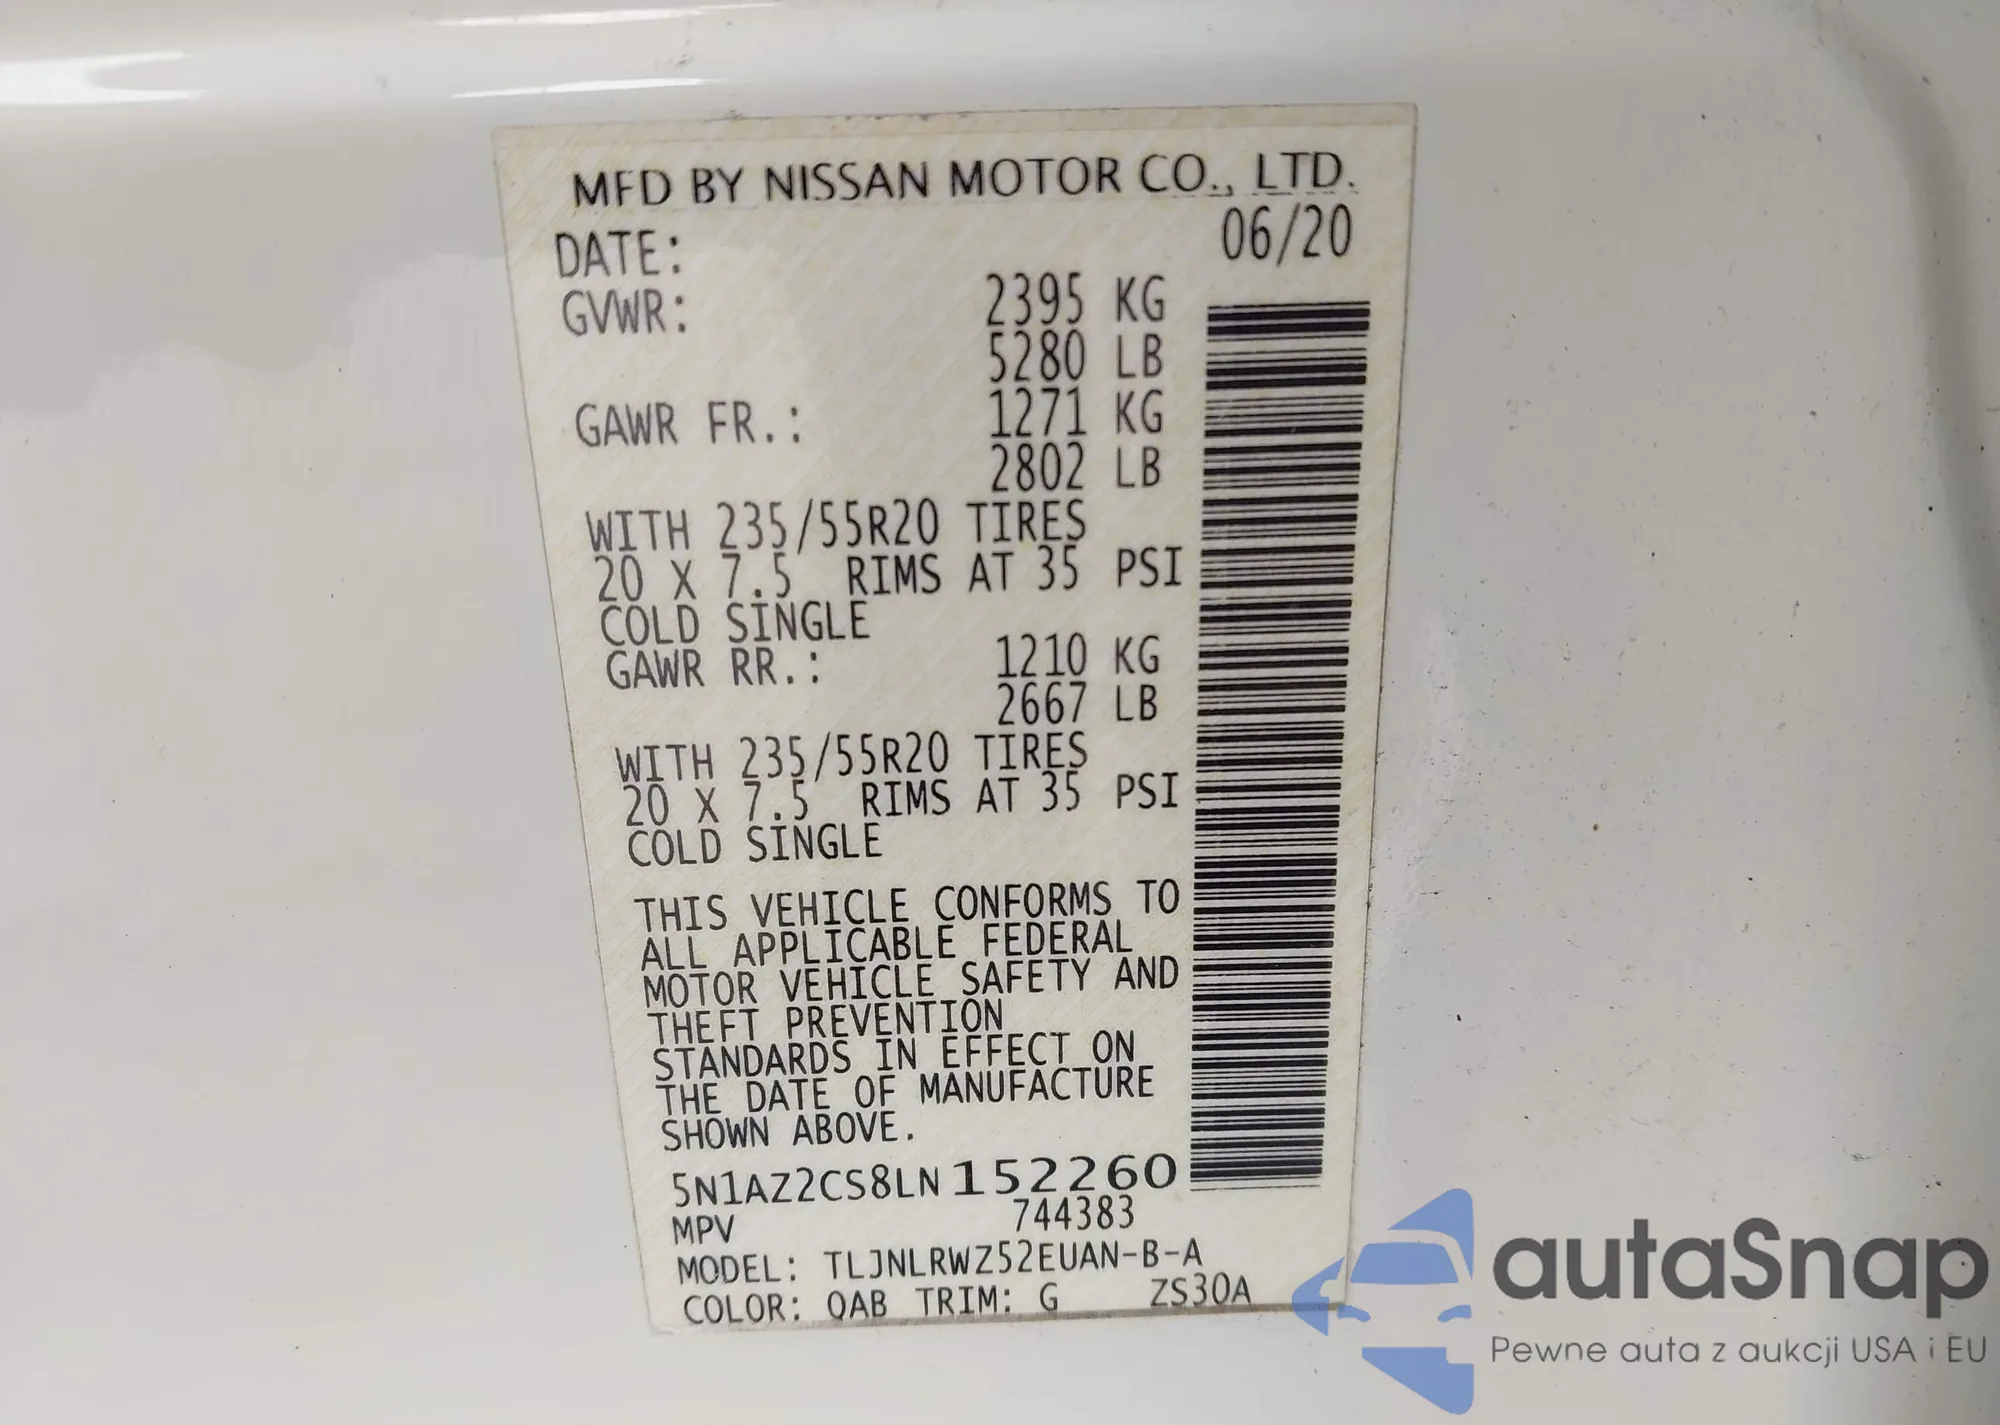 MFD BY NISSAN MOTOR CO., LTD.
DATE: 06/20
GVWR: 2395 KG
5280 LB
GAWR FR.: 1271 KG
2802 LB
WITH 235/55R20 TIRES
20 X 7.5 RIMS AT 35 PSI
COLD SINGLE
GAWR RR.: 1210 KG
2667 LB
WITH 235/55R20 TIRES
20 X 7.5 RIMS AT 35 PSI
COLD SINGLE
THIS VEHICLE CONFORMS TO
ALL APPLICABLE FEDERAL
MOTOR VEHICLE SAFETY AND
THEFT PREVENTION
STANDARDS IN EFFECT ON
THE DATE OF MANUFACTURE
SHOWN ABOVE.
5N1AZ2CS8LN152260
MPV 744383
MODEL: TLJNLRWZ52EUAN-B-A
COLOR: QAB TRIM: G ZS30A
autaSnap
Pewne auta z aukcji USA i EU